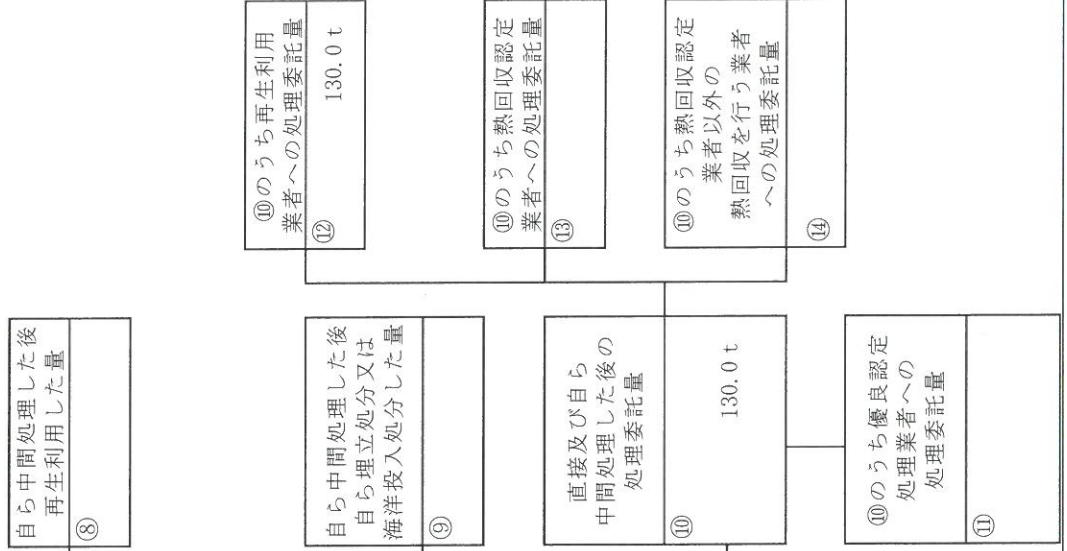 自ら中間処理した後
再生利用した量
⑧
自ら中間処理した後
自ら埋立処分又は
海洋投入処分した量
⑨
直接及び自ら
中間処理した後の
処理委託量
⑩
130.0 t
⑩のうち優良認定
処理業者への
処理委託量
⑪
⑩のうち再生利用
業者への処理委託量
⑫
130.0 t
⑩のうち熱回収認定
業者への処理委託量
⑬
⑩のうち熱回収認定
業者以外の
熱回収を行う業者
への処理委託量
⑭